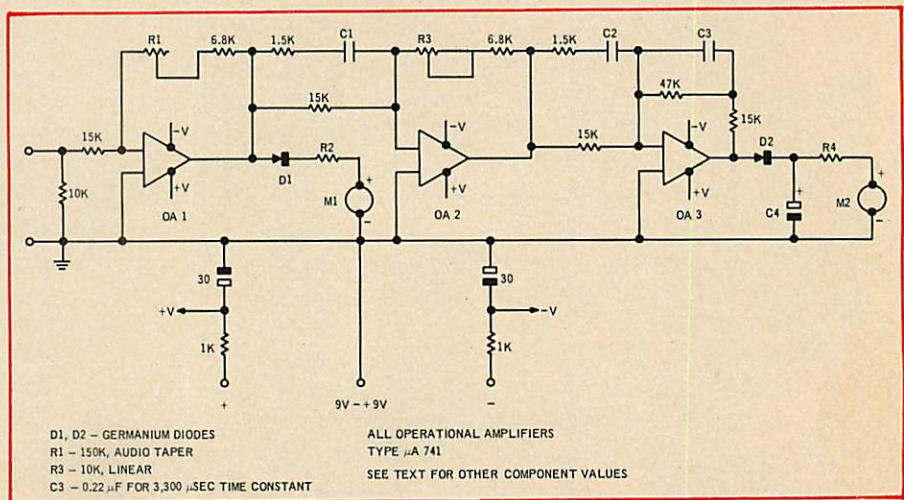 R1 6.8K 1.5K C1 R3 6.8K 1.5K C2 C3
47K
15K
15K 15K 15K
-V -V -V
D2 R4
10K D1 R2 +
M1
- +V +V +V + C4 +
M2
-
OA 1 OA 2 OA 3
30 30
+V -V
1K 1K
+ 9V - + 9V -
D1, D2 – GERMANIUM DIODES
R1 – 150K, AUDIO TAPER
R3 – 10K, LINEAR
C3 – 0.22 µF FOR 3,300 µSEC TIME CONSTANT
ALL OPERATIONAL AMPLIFIERS
TYPE µA 741
SEE TEXT FOR OTHER COMPONENT VALUES